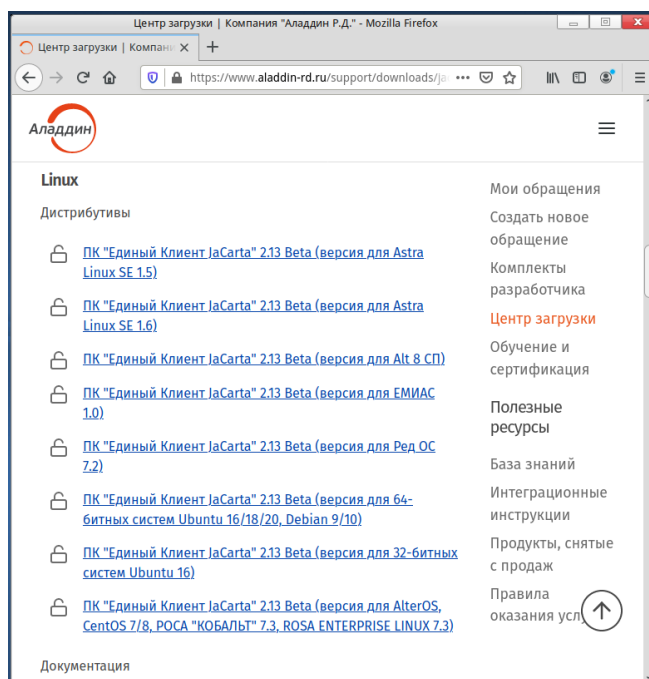 Центр загрузки | Компания "Аладдин Р.Д." - Mozilla Firefox
Центр загрузки | Компани
https://www.aladdin-rd.ru/support/downloads/ja
Аладдин
Linux
Дистрибутивы
ПК "Единый Клиент JaCarta" 2.13 Beta (версия для Astra
Linux SE 1.5)
ПК "Единый Клиент JaCarta" 2.13 Beta (версия для Astra
Linux SE 1.6)
ПК "Единый Клиент JaCarta" 2.13 Beta (версия для Alt 8 СП)
ПК "Единый Клиент JaCarta" 2.13 Beta (версия для ЕМИАС
1.0)
ПК "Единый Клиент JaCarta" 2.13 Beta (версия для Ред ОС
7.2)
ПК "Единый Клиент JaCarta" 2.13 Beta (версия для 64-
битных систем Ubuntu 16/18/20, Debian 9/10)
ПК "Единый Клиент JaCarta" 2.13 Beta (версия для 32-битных
систем Ubuntu 16)
ПК "Единый Клиент JaCarta" 2.13 Beta (версия для AlterOS,
CentOS 7/8, РОСА "КОБАЛЬТ" 7.3, ROSA ENTERPRISE LINUX 7.3)
Документация
Мои обращения
Создать новое
обращение
Комплекты
разработчика
Центр загрузки
Обучение и
сертификация
Полезные
ресурсы
База знаний
Интеграционные
инструкции
Продукты, снятые
с продаж
Правила
оказания усл